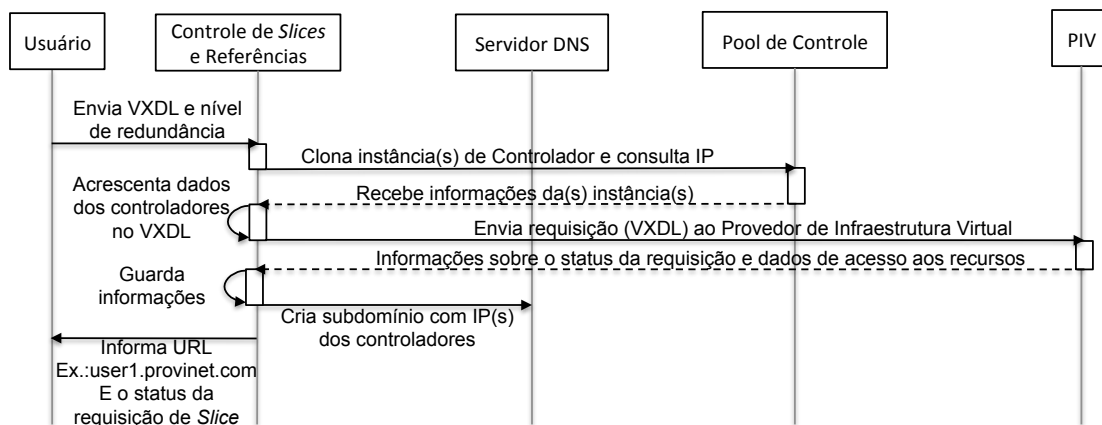 Usuário
Controle de Slices
e Referências
Servidor DNS
Pool de Controle
PIV
Envia VXDL e nível
de redundância
Clona instância(s) de Controlador e consulta IP
Recebe informações da(s) instância(s)
Acrescenta dados
dos controladores
no VXDL
Envia requisição (VXDL) ao Provedor de Infraestrutura Virtual
Informações sobre o status da requisição e dados de acesso aos recursos
Guarda
informações
Cria subdomínio com IP(s)
dos controladores
Informa URL
Ex.:user1.provinet.com
E o status da
requisição de Slice